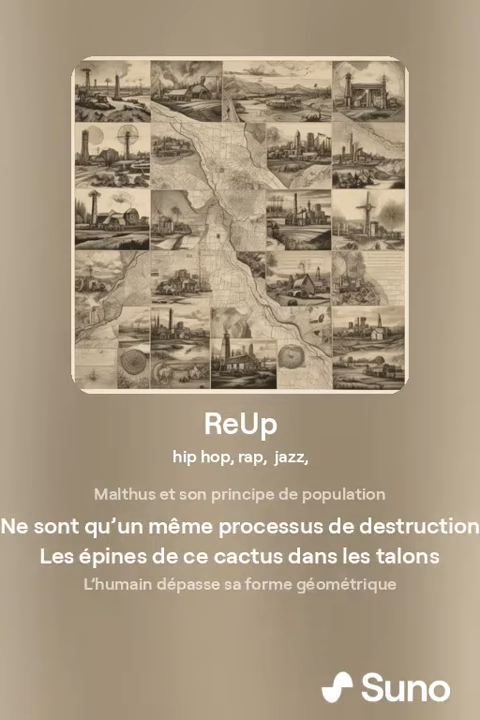 ReUp
hip hop, rap,  jazz,
Malthus et son principe de population
Ne sont qu’un même processus de destruction
Les épines de ce cactus dans les talons
L’humain dépasse sa forme géométrique
Suno